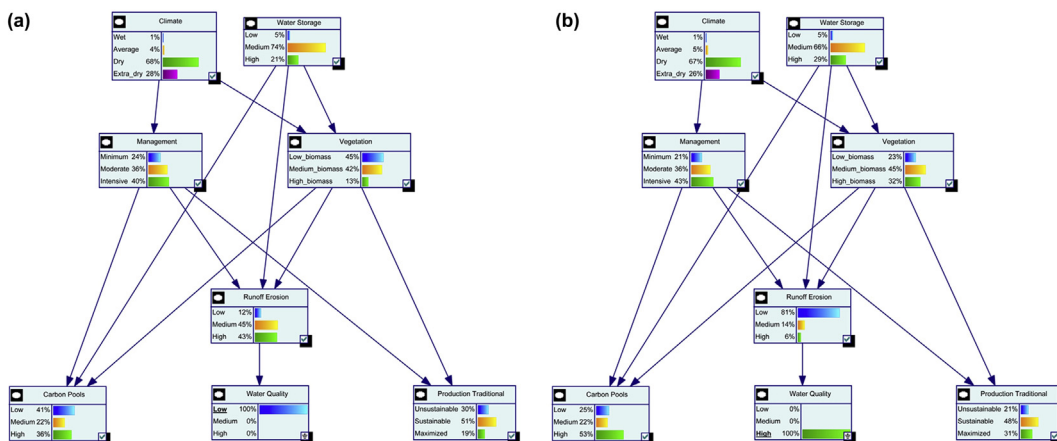 (a)
Climate
Wet 1%
Average 4%
Dry 68%
Extra_dry 28%
Water Storage
Low 5%
Medium 74%
High 21%
Management
Minimum 24%
Moderate 36%
Intensive 40%
Vegetation
Low_biomass 45%
Medium_biomass 42%
High_biomass 13%
Runoff Erosion
Low 12%
Medium 45%
High 43%
Carbon Pools
Low 41%
Medium 22%
High 36%
Water Quality
Low 100%
Medium 0%
High 0%
Production Traditional
Unsustainable 30%
Sustainable 51%
Maximized 19%
(b)
Climate
Wet 1%
Average 5%
Dry 67%
Extra_dry 26%
Water Storage
Low 5%
Medium 66%
High 29%
Management
Minimum 21%
Moderate 36%
Intensive 43%
Vegetation
Low_biomass 23%
Medium_biomass 45%
High_biomass 32%
Runoff Erosion
Low 81%
Medium 14%
High 6%
Carbon Pools
Low 25%
Medium 22%
High 53%
Water Quality
Low 0%
Medium 0%
High 100%
Production Traditional
Unsustainable 21%
Sustainable 48%
Maximized 31%